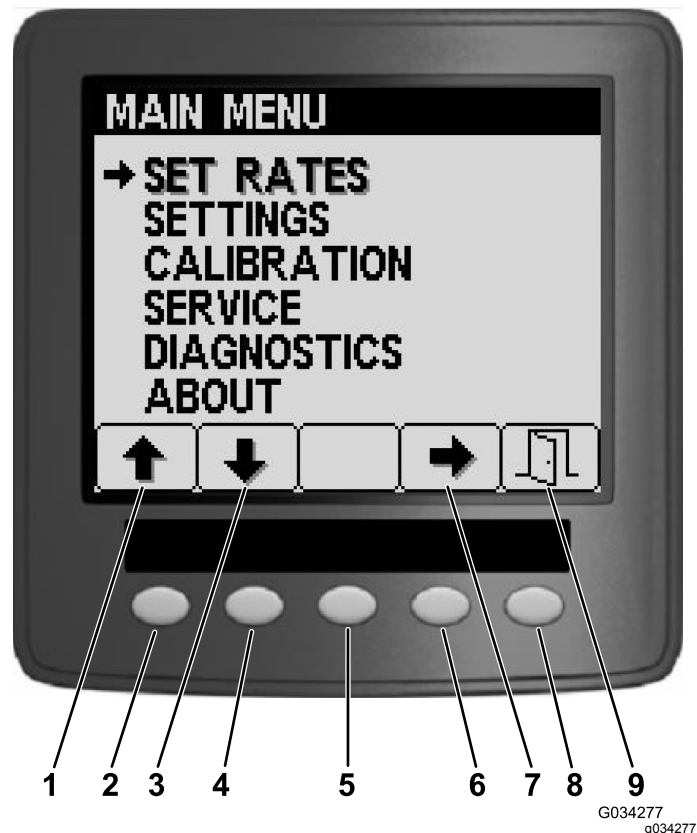 MAIN MENU
SET RATES
SETTINGS
CALIBRATION
SERVICE
DIAGNOSTICS
ABOUT
1 2 3 4 5 6 7 8 9
G034277
g034277